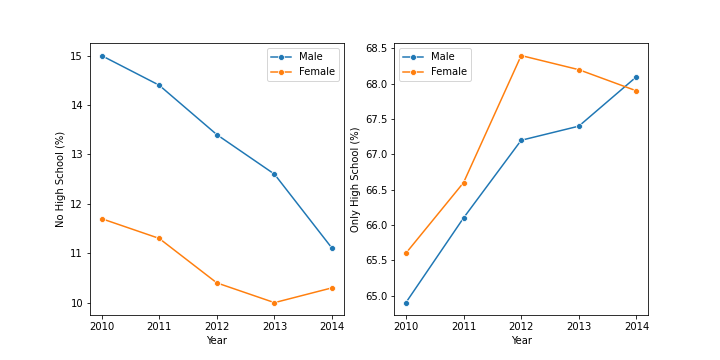 No High School (%)
15
14
13
12
11
10
Male
Female
2010 2011 2012 2013 2014
Year
Only High School (%)
68.5
68.0
67.5
67.0
66.5
66.0
65.5
65.0
Male
Female
2010 2011 2012 2013 2014
Year